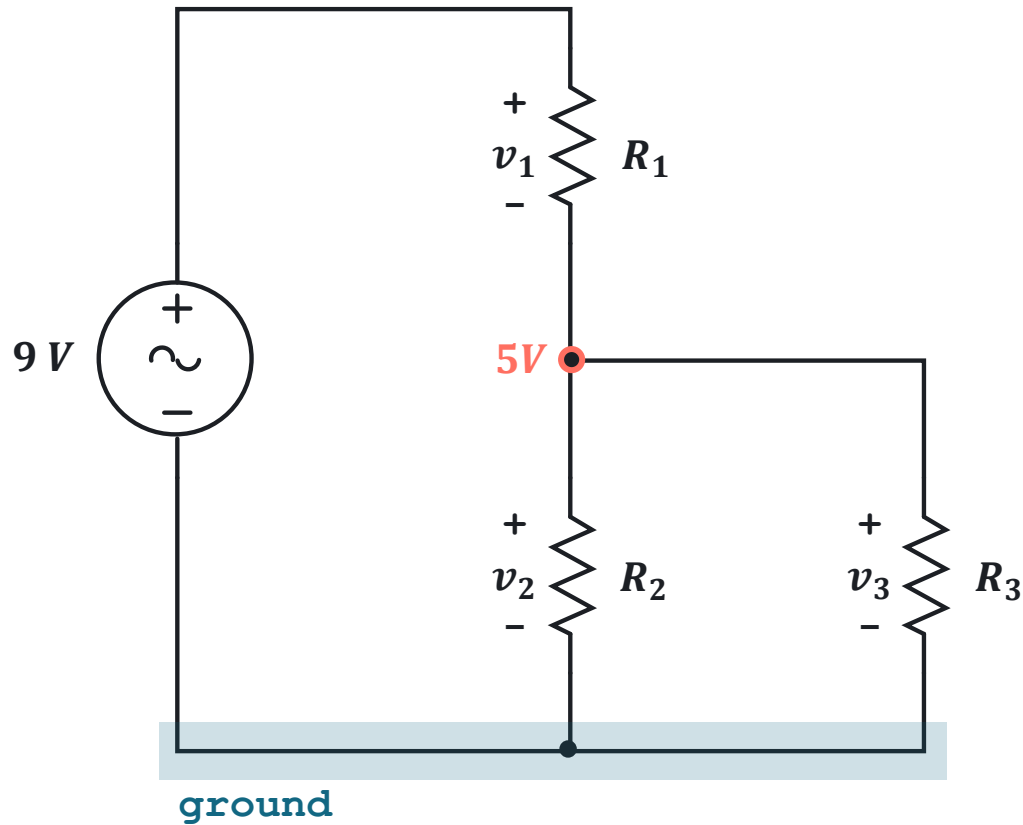 +
v₁ R₁
−
+
9 V
−
5V
+ +
v₂ R₂ v₃ R₃
− −
ground